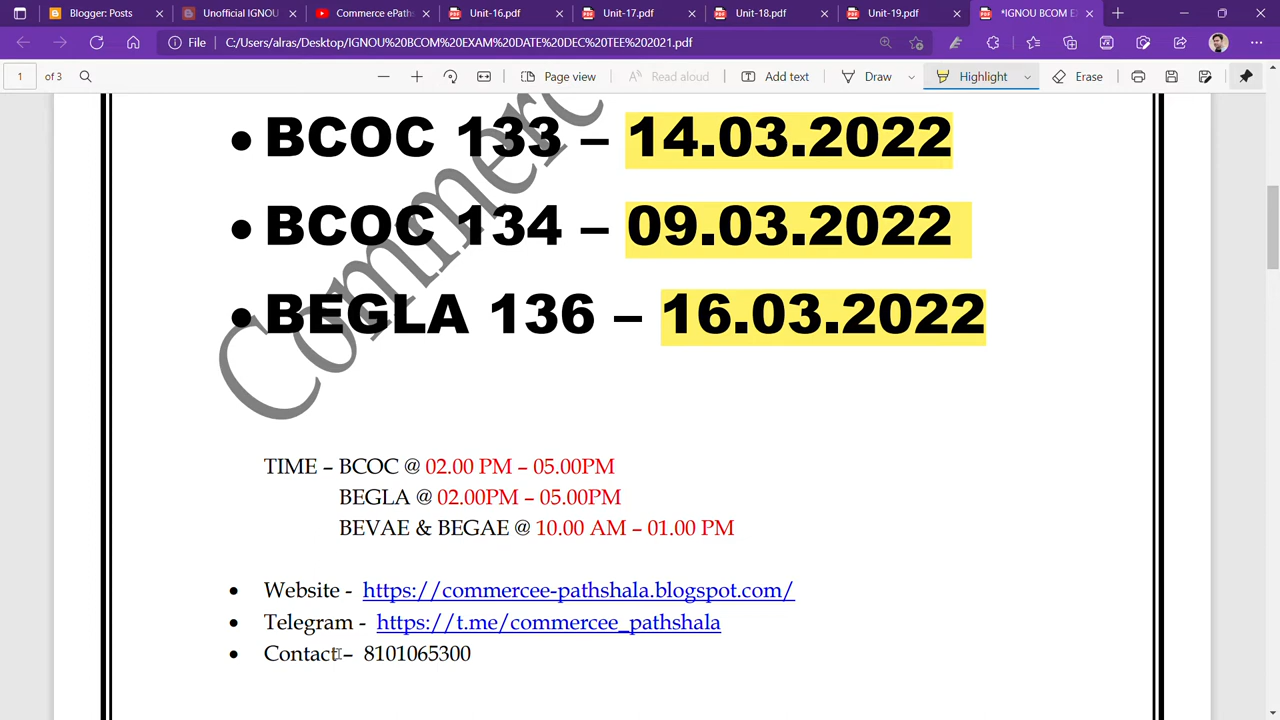 Blogger: Posts
Unofficial IGNOU
Commerce ePaths
Unit-16.pdf
Unit-17.pdf
Unit-18.pdf
Unit-19.pdf
*IGNOU BCOM E
File C:/Users/alras/Desktop/IGNOU%20BCOM%20EXAM%20DATE%20DEC%20TEE%202021.pdf
1 of 3
Page view
Read aloud
Add text
Draw
Highlight
Erase
Commerc
• BCOC 133 – 14.03.2022
• BCOC 134 – 09.03.2022
• BEGLA 136 – 16.03.2022
TIME – BCOC @ 02.00 PM – 05.00PM
BEGLA @ 02.00PM – 05.00PM
BEVAE & BEGAE @ 10.00 AM – 01.00 PM
• Website - https://commercee-pathshala.blogspot.com/
• Telegram - https://t.me/commercee_pathshala
• Contact – 8101065300